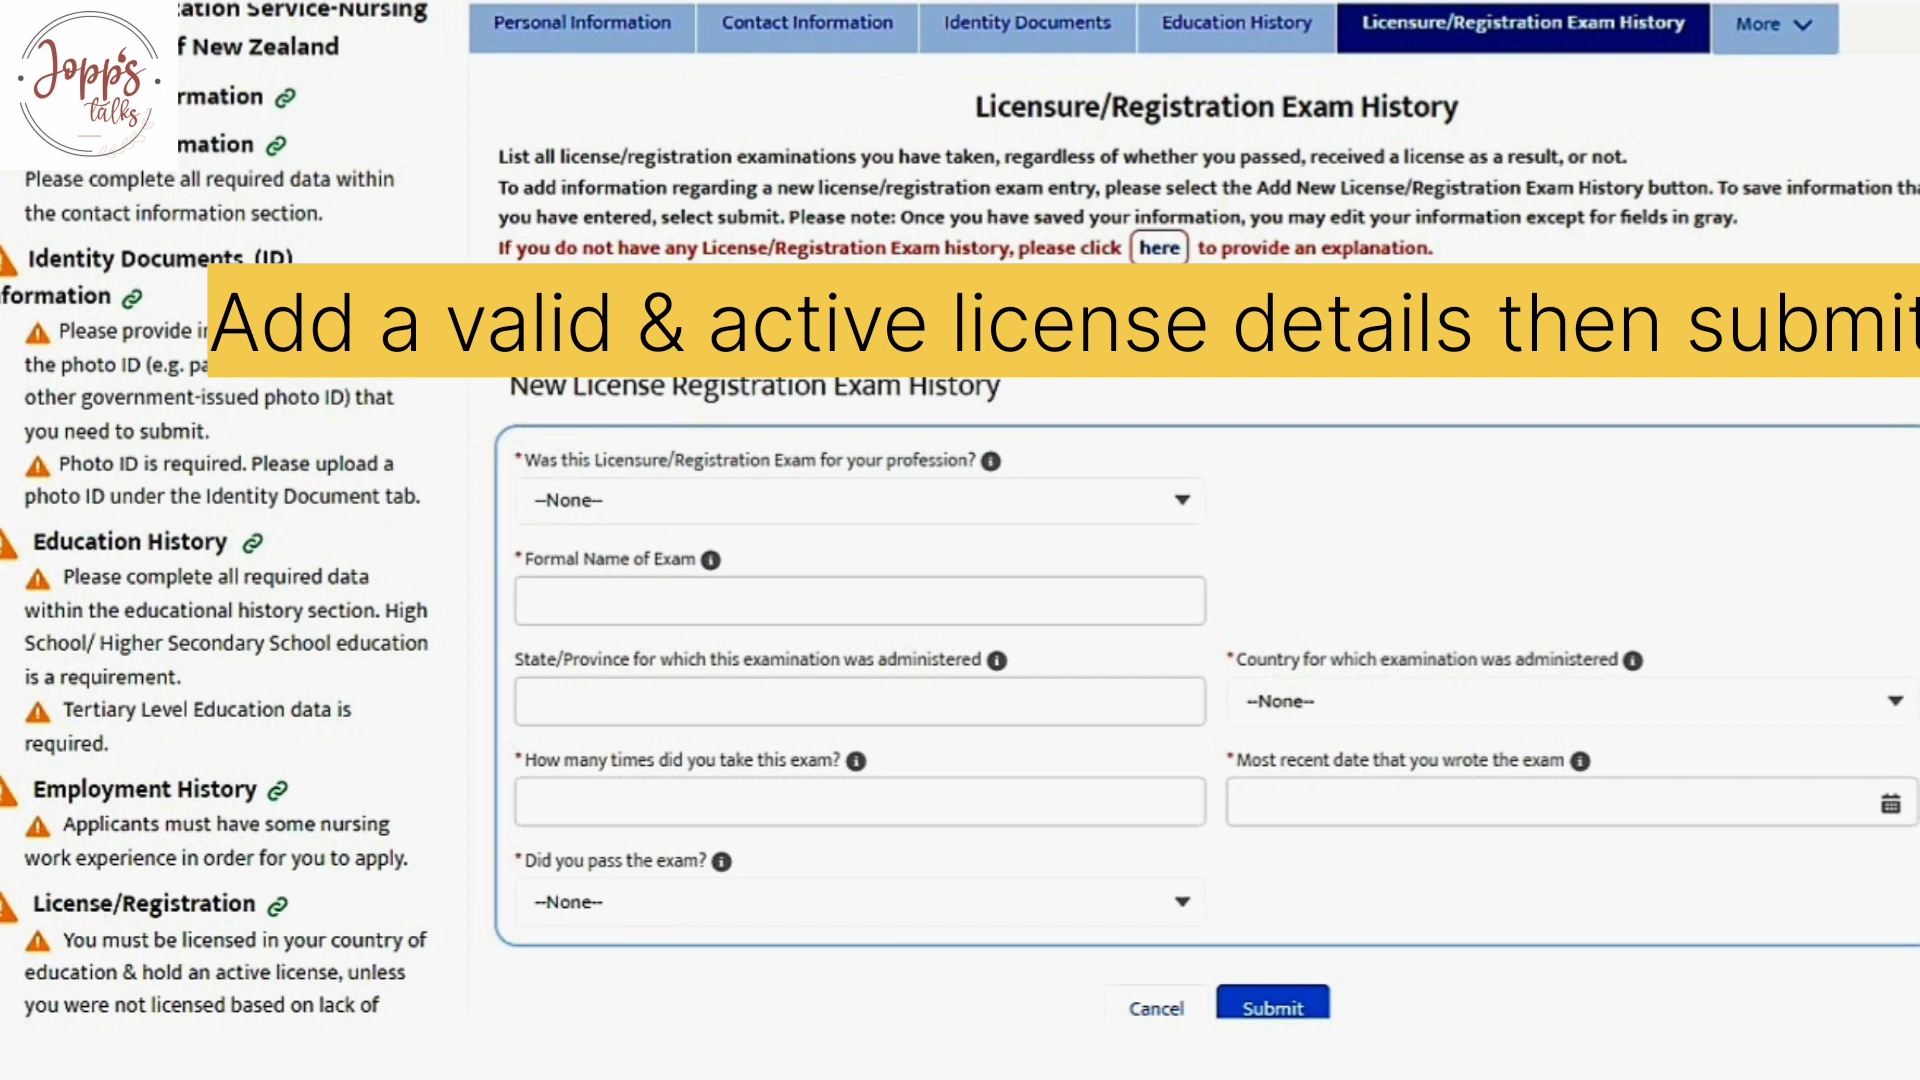 Jopp's
talks
ation Service-Nursing
f New Zealand
rmation
mation
Please complete all required data within
the contact information section.
Identity Documents (ID)
formation
Please provide
the photo ID (e.g.
other government-issued photo ID) that
you need to submit.
Photo ID is required. Please upload a
photo ID under the Identity Document tab.
Education History
Please complete all required data
within the educational history section. High
School/ Higher Secondary School education
is a requirement.
Tertiary Level Education data is
required.
Employment History
Applicants must have some nursing
work experience in order for you to apply.
License/Registration
You must be licensed in your country of
education & hold an active license, unless
you were not licensed based on lack of
Personal Information
Contact Information
Identity Documents
Education History
Licensure/Registration Exam History
More
Licensure/Registration Exam History
List all license/registration examinations you have taken, regardless of whether you passed, received a license as a result, or not.
To add information regarding a new license/registration exam entry, please select the Add New License/Registration Exam History button. To save information tha
you have entered, select submit. Please note: Once you have saved your information, you may edit your information except for fields in gray.
If you do not have any License/Registration Exam history, please click here to provide an explanation.
Add a valid & active license details then submit
New License Registration Exam History
*Was this Licensure/Registration Exam for your profession?
--None--
*Formal Name of Exam
State/Province for which this examination was administered
*Country for which examination was administered
--None--
*How many times did you take this exam?
*Most recent date that you wrote the exam
*Did you pass the exam?
--None--
Cancel
Submit